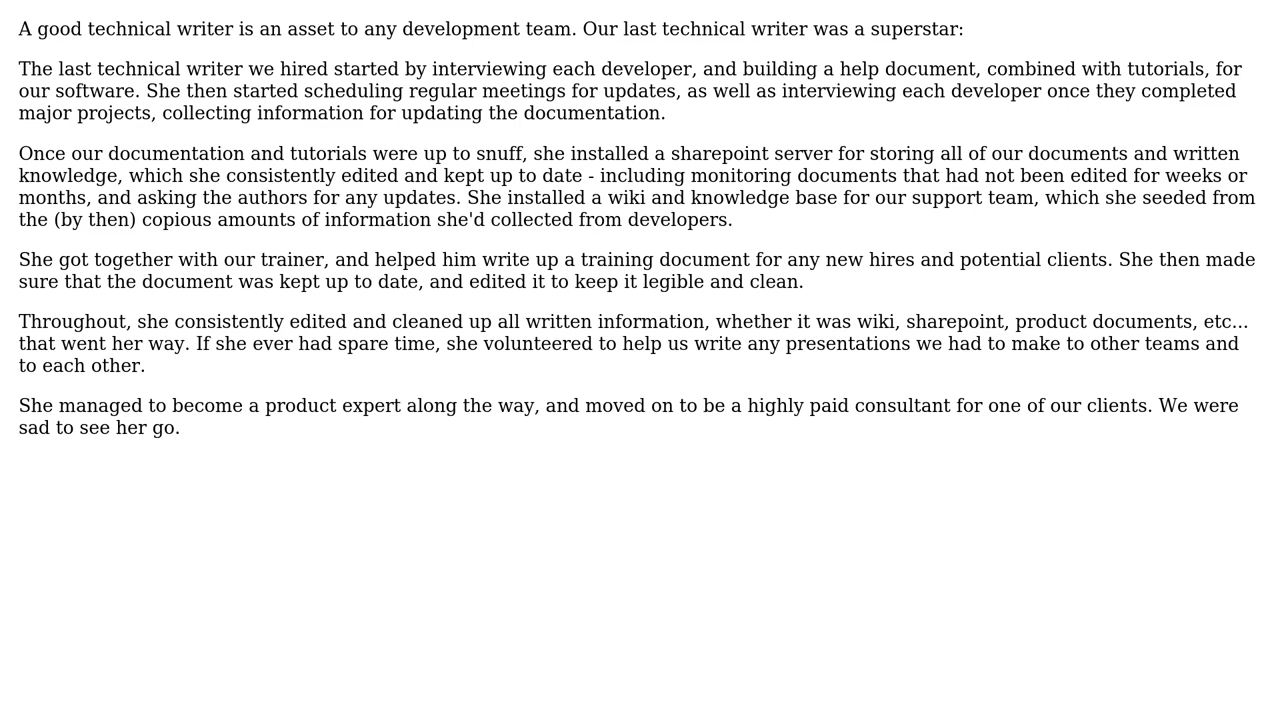 A good technical writer is an asset to any development team. Our last technical writer was a superstar:
The last technical writer we hired started by interviewing each developer, and building a help document, combined with tutorials, for
our software. She then started scheduling regular meetings for updates, as well as interviewing each developer once they completed
major projects, collecting information for updating the documentation.
Once our documentation and tutorials were up to snuff, she installed a sharepoint server for storing all of our documents and written
knowledge, which she consistently edited and kept up to date - including monitoring documents that had not been edited for weeks or
months, and asking the authors for any updates. She installed a wiki and knowledge base for our support team, which she seeded from
the (by then) copious amounts of information she'd collected from developers.
She got together with our trainer, and helped him write up a training document for any new hires and potential clients. She then made
sure that the document was kept up to date, and edited it to keep it legible and clean.
Throughout, she consistently edited and cleaned up all written information, whether it was wiki, sharepoint, product documents, etc...
that went her way. If she ever had spare time, she volunteered to help us write any presentations we had to make to other teams and
to each other.
She managed to become a product expert along the way, and moved on to be a highly paid consultant for one of our clients. We were
sad to see her go.